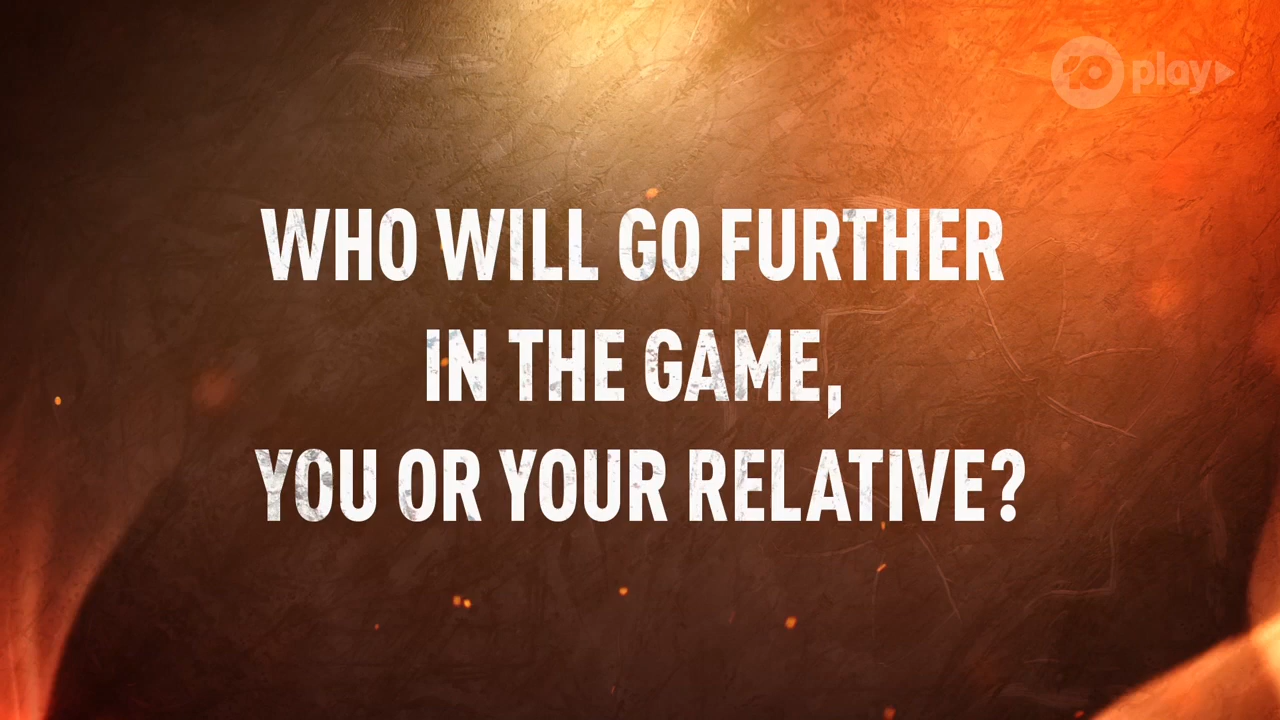 10 play
WHO WILL GO FURTHER
IN THE GAME,
YOU OR YOUR RELATIVE?